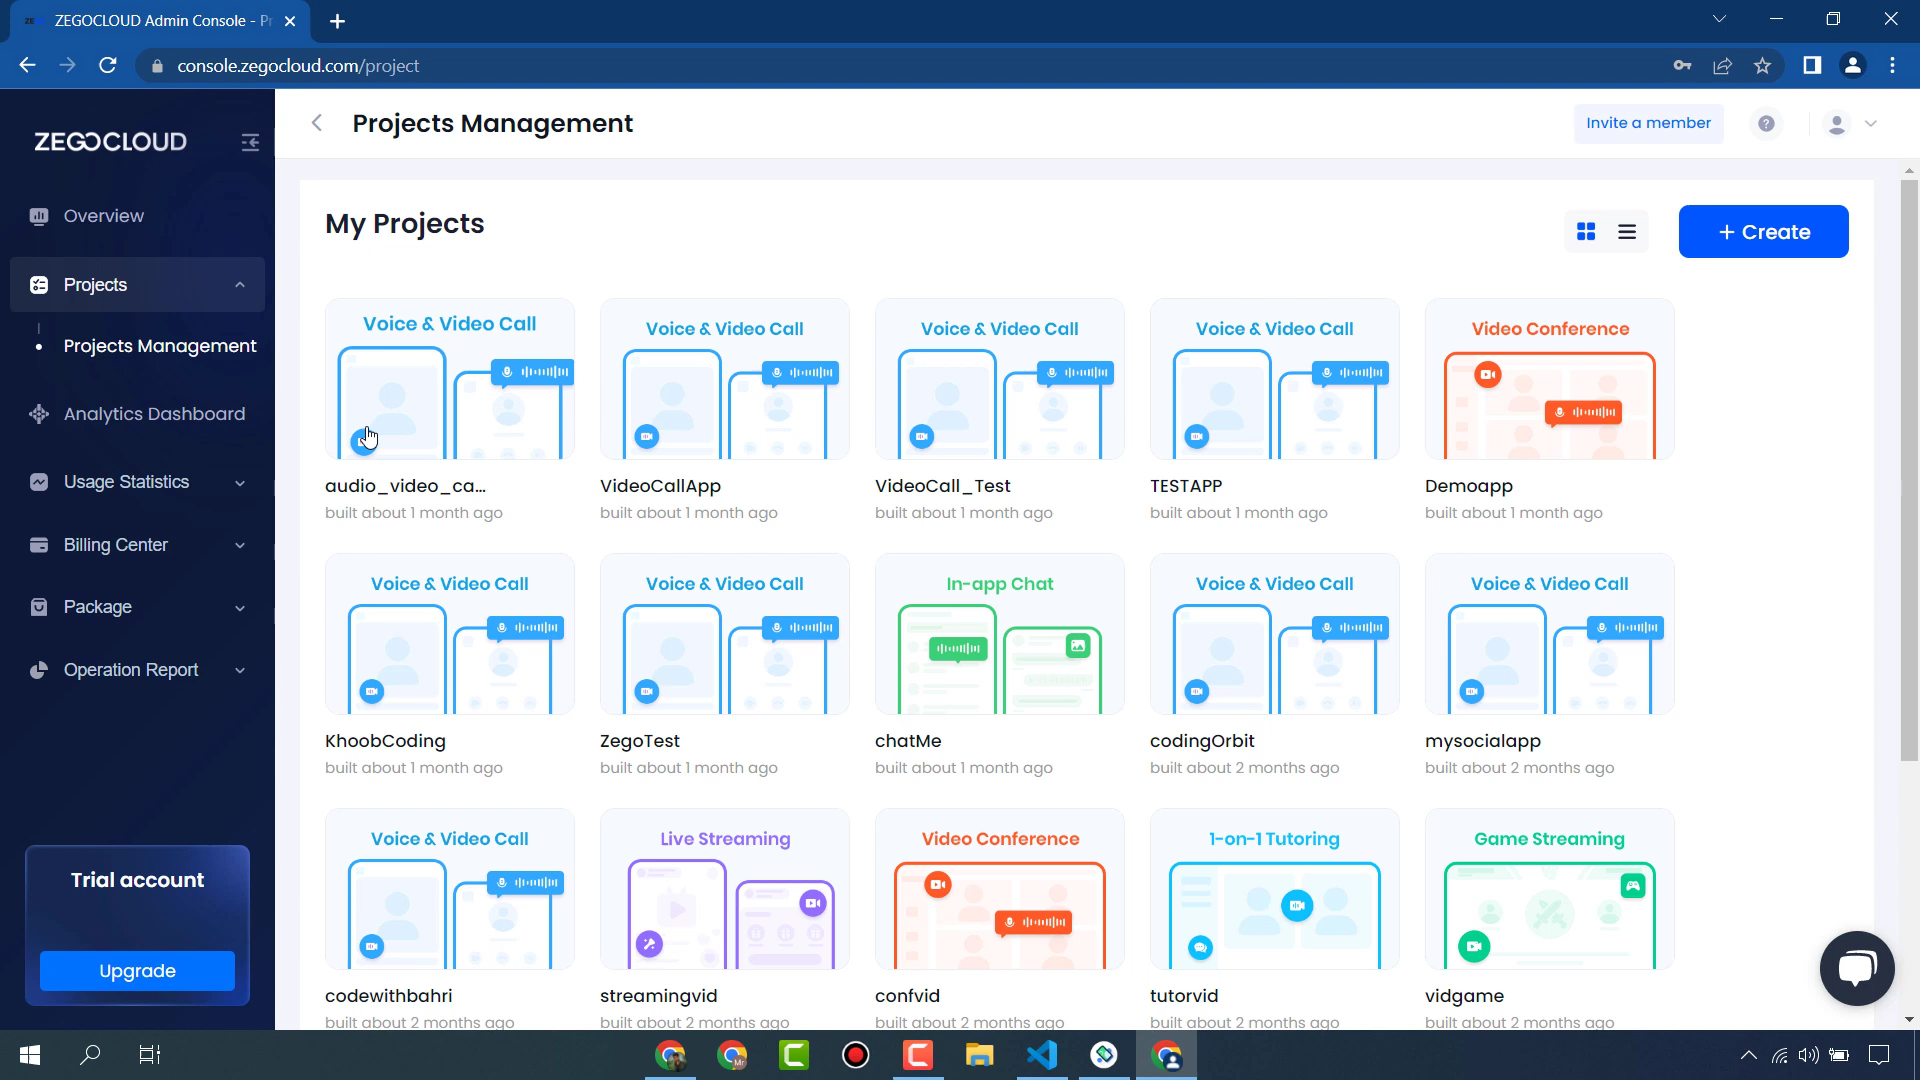 ZEGOCLOUD Admin Console - Pr
console.zegocloud.com/project
ZEGOCLOUD
Projects Management
Invite a member
Overview
Projects
Projects Management
Analytics Dashboard
Usage Statistics
Billing Center
Package
Operation Report
Trial account
Upgrade
My Projects
+ Create
Voice & Video Call
Voice & Video Call
Voice & Video Call
Voice & Video Call
Video Conference
audio_video_ca...
VideoCallApp
VideoCall_Test
TESTAPP
Demoapp
built about 1 month ago
built about 1 month ago
built about 1 month ago
built about 1 month ago
built about 1 month ago
Voice & Video Call
Voice & Video Call
In-app Chat
Voice & Video Call
Voice & Video Call
KhoobCoding
ZegoTest
chatMe
codingOrbit
mysocialapp
built about 1 month ago
built about 1 month ago
built about 1 month ago
built about 2 months ago
built about 2 months ago
Voice & Video Call
Live Streaming
Video Conference
1-on-1 Tutoring
Game Streaming
codewithbahri
streamingvid
confvid
tutorvid
vidgame
built about 2 months ago
built about 2 months ago
built about 2 months ago
built about 2 months ago
built about 2 months ago